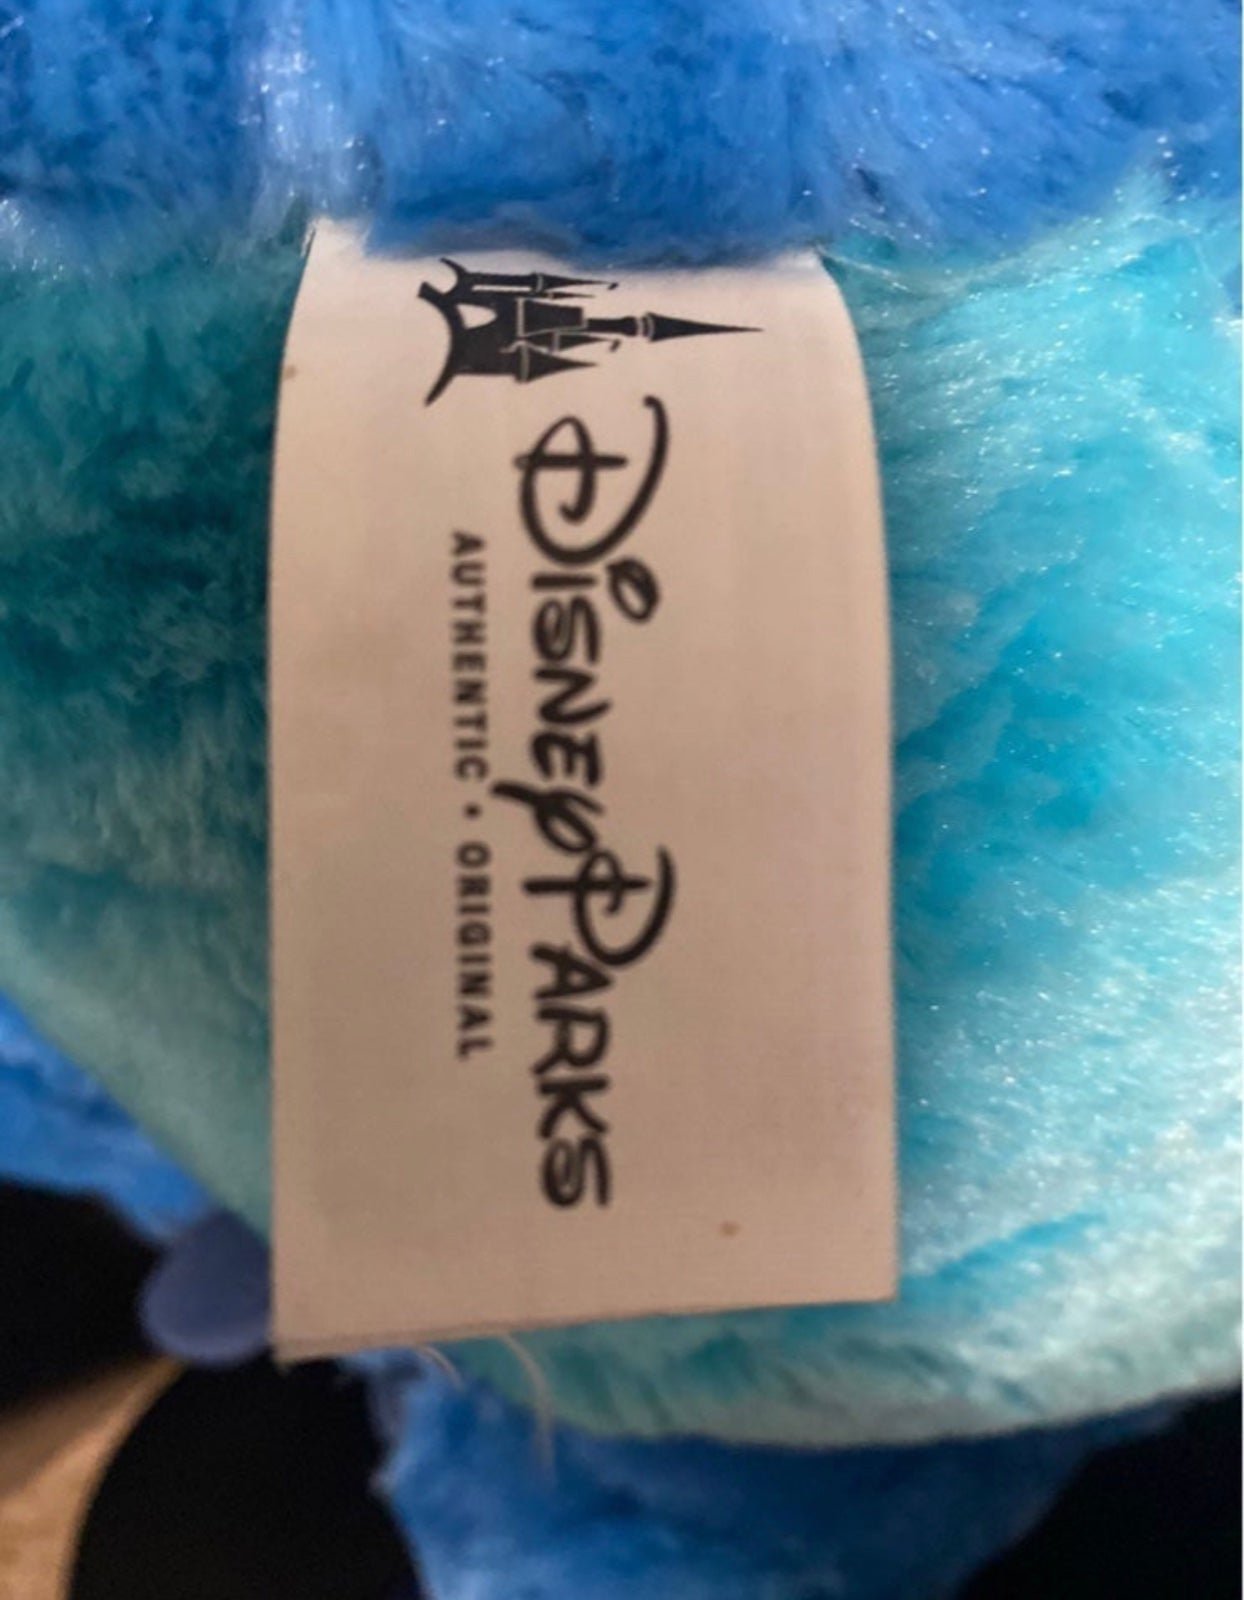 Disney Parks
AUTHENTIC • ORIGINAL